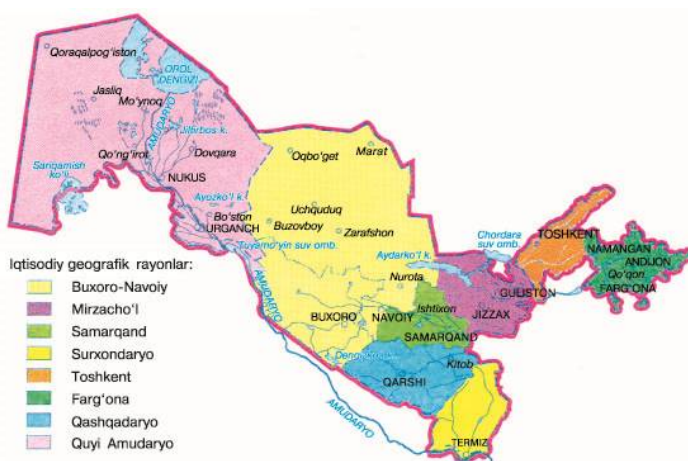 Qoraqalpog‘iston
OROL
DENGIZI
Jasliq
Mo‘ynoq
AMUDARYO
Jiltirbos k.
Qo‘ng‘irot
Dovqara
Sariqamish
ko‘li
NUKUS
Ayozko‘l k.
Bo‘ston
URGANCH
Tuyamo‘yin suv omb.
Oqbo‘get
Marat
Uchquduq
Buzovboy
Zarafshon
Chordara
suv omb.
TOSHKENT
NAMANGAN
ANDIJON
Qo‘qon
FARG‘ONA
Aydarko‘l k.
GULISTON
Nurota
AMUDARYO
Ishtixon
JIZZAX
BUXORO
NAVOIY
SAMARQAND
Kitob
QARSHI
AMUDARYO
TERMIZ
Iqtisodiy geografik rayonlar:
Buxoro-Navoiy
Mirzacho‘l
Samarqand
Surxondaryo
Toshkent
Farg‘ona
Qashqadaryo
Quyi Amudaryo